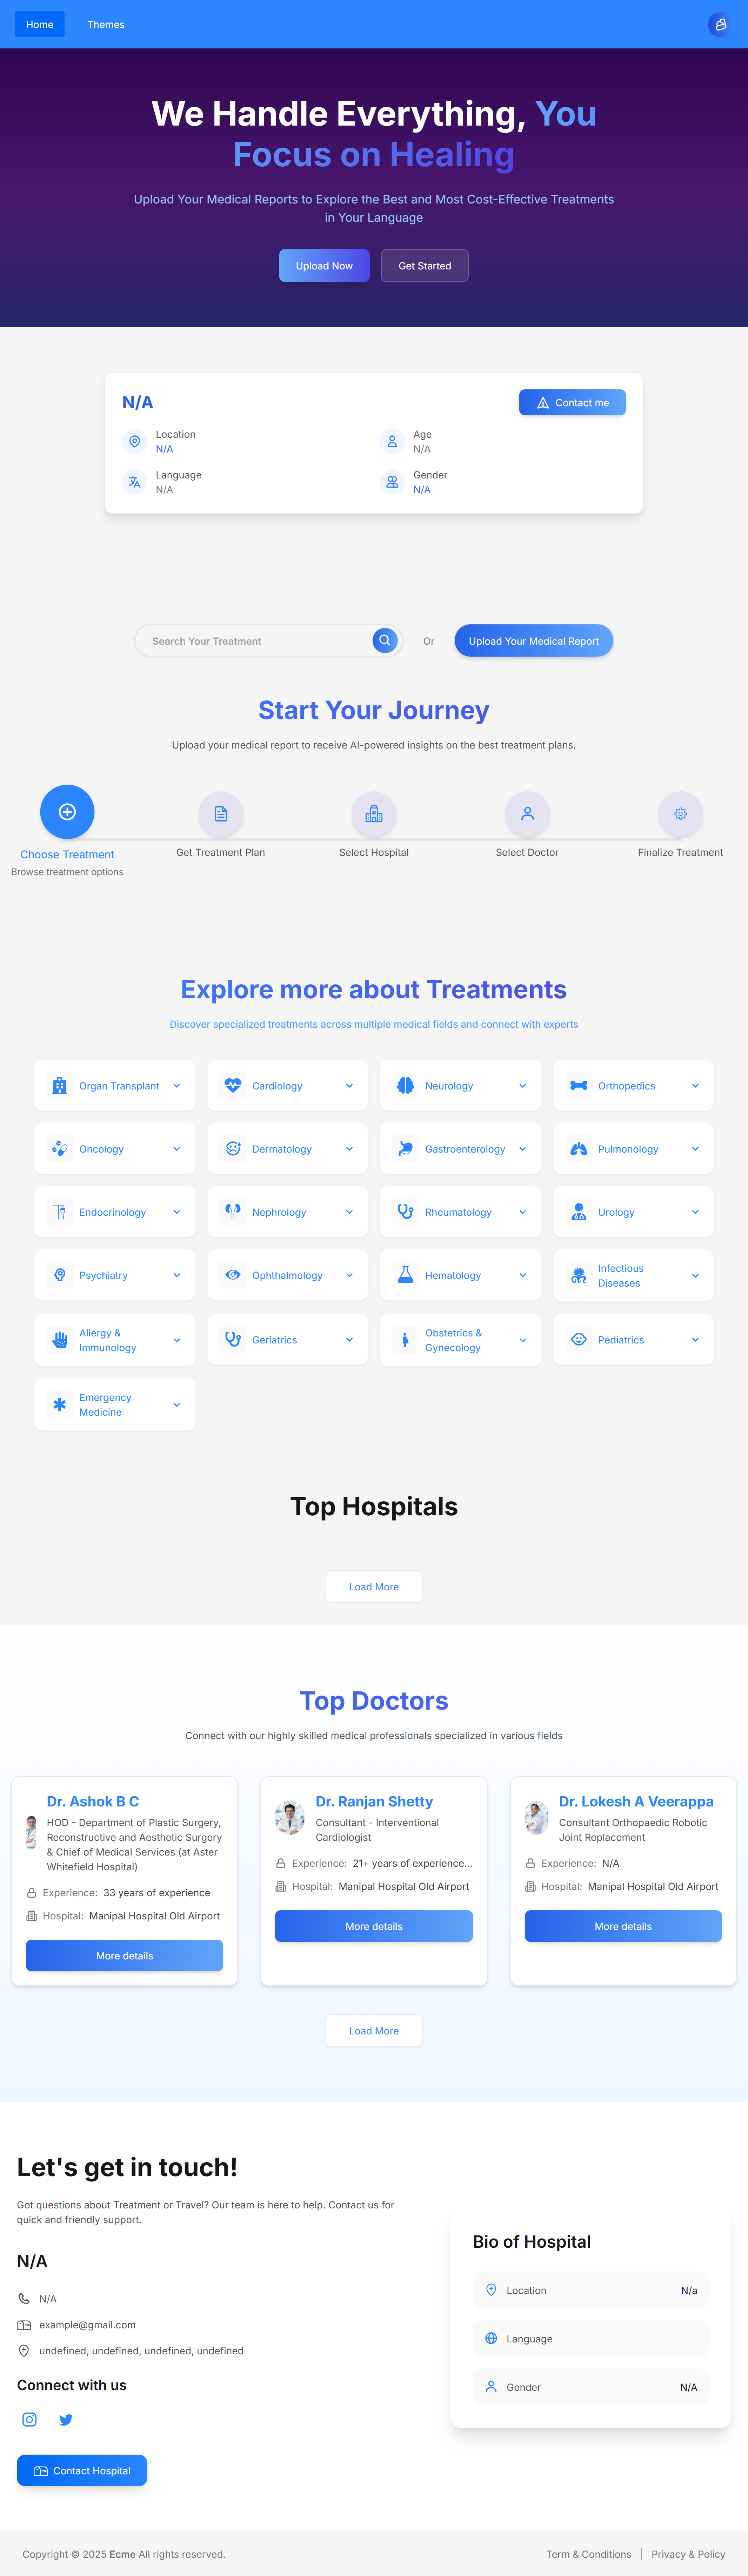 Home
Themes
We Handle Everything, You
Focus on Healing
Upload Your Medical Reports to Explore the Best and Most Cost-Effective Treatments
in Your Language
Upload Now
Get Started
N/A
Contact me
Location
N/A
Age
N/A
Language
N/A
Gender
N/A
Search Your Treatment
Or
Upload Your Medical Report
Start Your Journey
Upload your medical report to receive AI-powered insights on the best treatment plans.
Choose Treatment
Browse treatment options
Get Treatment Plan
Select Hospital
Select Doctor
Finalize Treatment
Explore more about Treatments
Discover specialized treatments across multiple medical fields and connect with experts
Organ Transplant
Cardiology
Neurology
Orthopedics
Oncology
Dermatology
Gastroenterology
Pulmonology
Endocrinology
Nephrology
Rheumatology
Urology
Psychiatry
Ophthalmology
Hematology
Infectious
Diseases
Allergy &
Immunology
Geriatrics
Obstetrics &
Gynecology
Pediatrics
Emergency
Medicine
Top Hospitals
Load More
Top Doctors
Connect with our highly skilled medical professionals specialized in various fields
Dr. Ashok B C
HOD - Department of Plastic Surgery,
Reconstructive and Aesthetic Surgery
& Chief of Medical Services (at Aster
Whitefield Hospital)
Experience: 33 years of experience
Hospital: Manipal Hospital Old Airport
More details
Dr. Ranjan Shetty
Consultant - Interventional
Cardiologist
Experience: 21+ years of experience...
Hospital: Manipal Hospital Old Airport
More details
Dr. Lokesh A Veerappa
Consultant Orthopaedic Robotic
Joint Replacement
Experience: N/A
Hospital: Manipal Hospital Old Airport
More details
Load More
Let's get in touch!
Got questions about Treatment or Travel? Our team is here to help. Contact us for
quick and friendly support.
N/A
N/A
example@gmail.com
undefined, undefined, undefined, undefined
Connect with us
Contact Hospital
Bio of Hospital
Location
N/a
Language
Gender
N/A
Copyright © 2025 Ecme All rights reserved.
Term & Conditions | Privacy & Policy